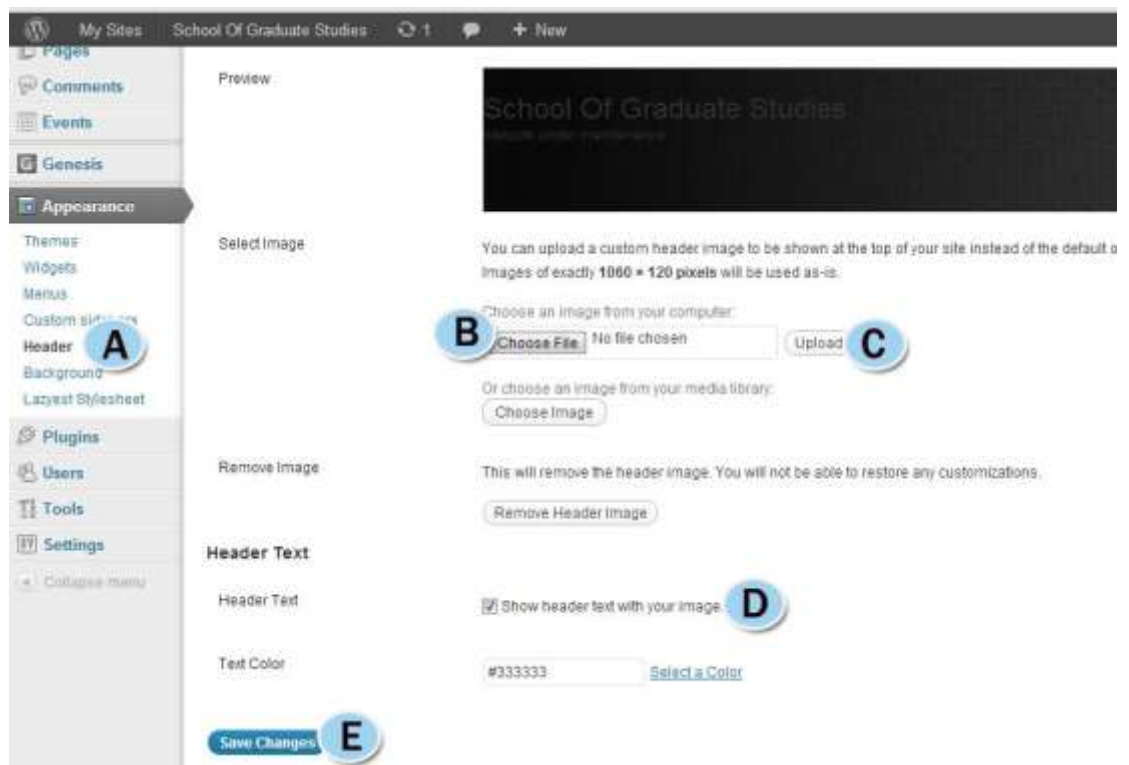 My Sites School Of Graduate Studies 1 + New
Pages
Comments
Events
Genesis
Appearance
Themes
Widgets
Menus
Custom
Header A
Background
Lazyest Stylesheet
Plugins
Users
Tools
Settings
Collapse menu
Preview
School Of Graduate Studies
Select Image
You can upload a custom header image to be shown at the top of your site instead of the default o
Images of exactly 1060 × 120 pixels will be used as-is.
Choose an image from your computer:
B Choose File No file chosen Upload C
Or choose an image from your media library:
Choose Image
Remove Image
This will remove the header image. You will not be able to restore any customizations.
Remove Header Image
Header Text
Header Text
Show header text with your image. D
Text Color
#333333 Select a Color
Save Changes E